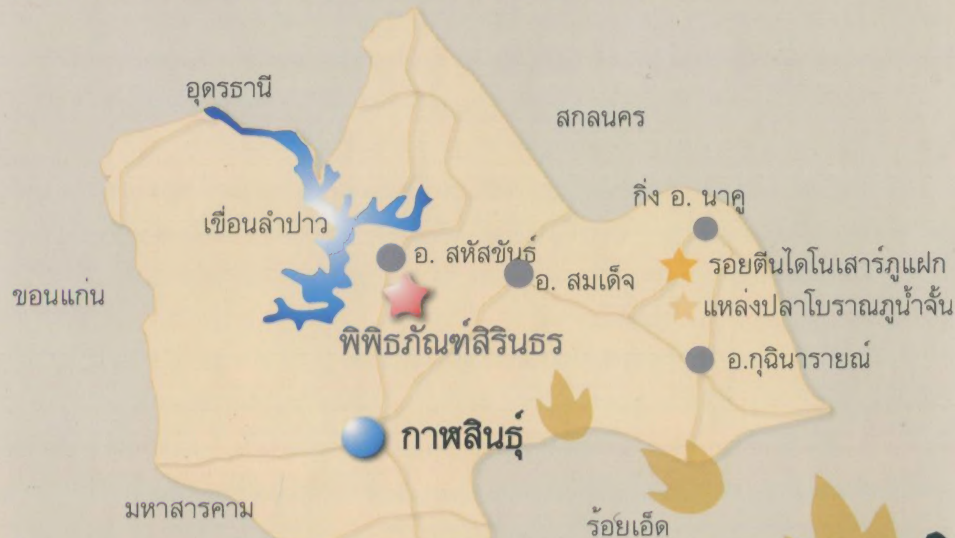 อุดรธานี
สกลนคร
กิ่ง อ. นาคู
เขื่อนลำปาว
อ. สหัสขันธ์
รอยตีนไดโนเสาร์ภูแฝก
อ. สมเด็จ
ขอนแก่น
แหล่งปลาโบราณภูน้ำจั้น
พิพิธภัณฑ์สิรินธร
อ.กุฉินารายณ์
กาฬสินธุ์
มหาสารคาม
ร้อยเอ็ด